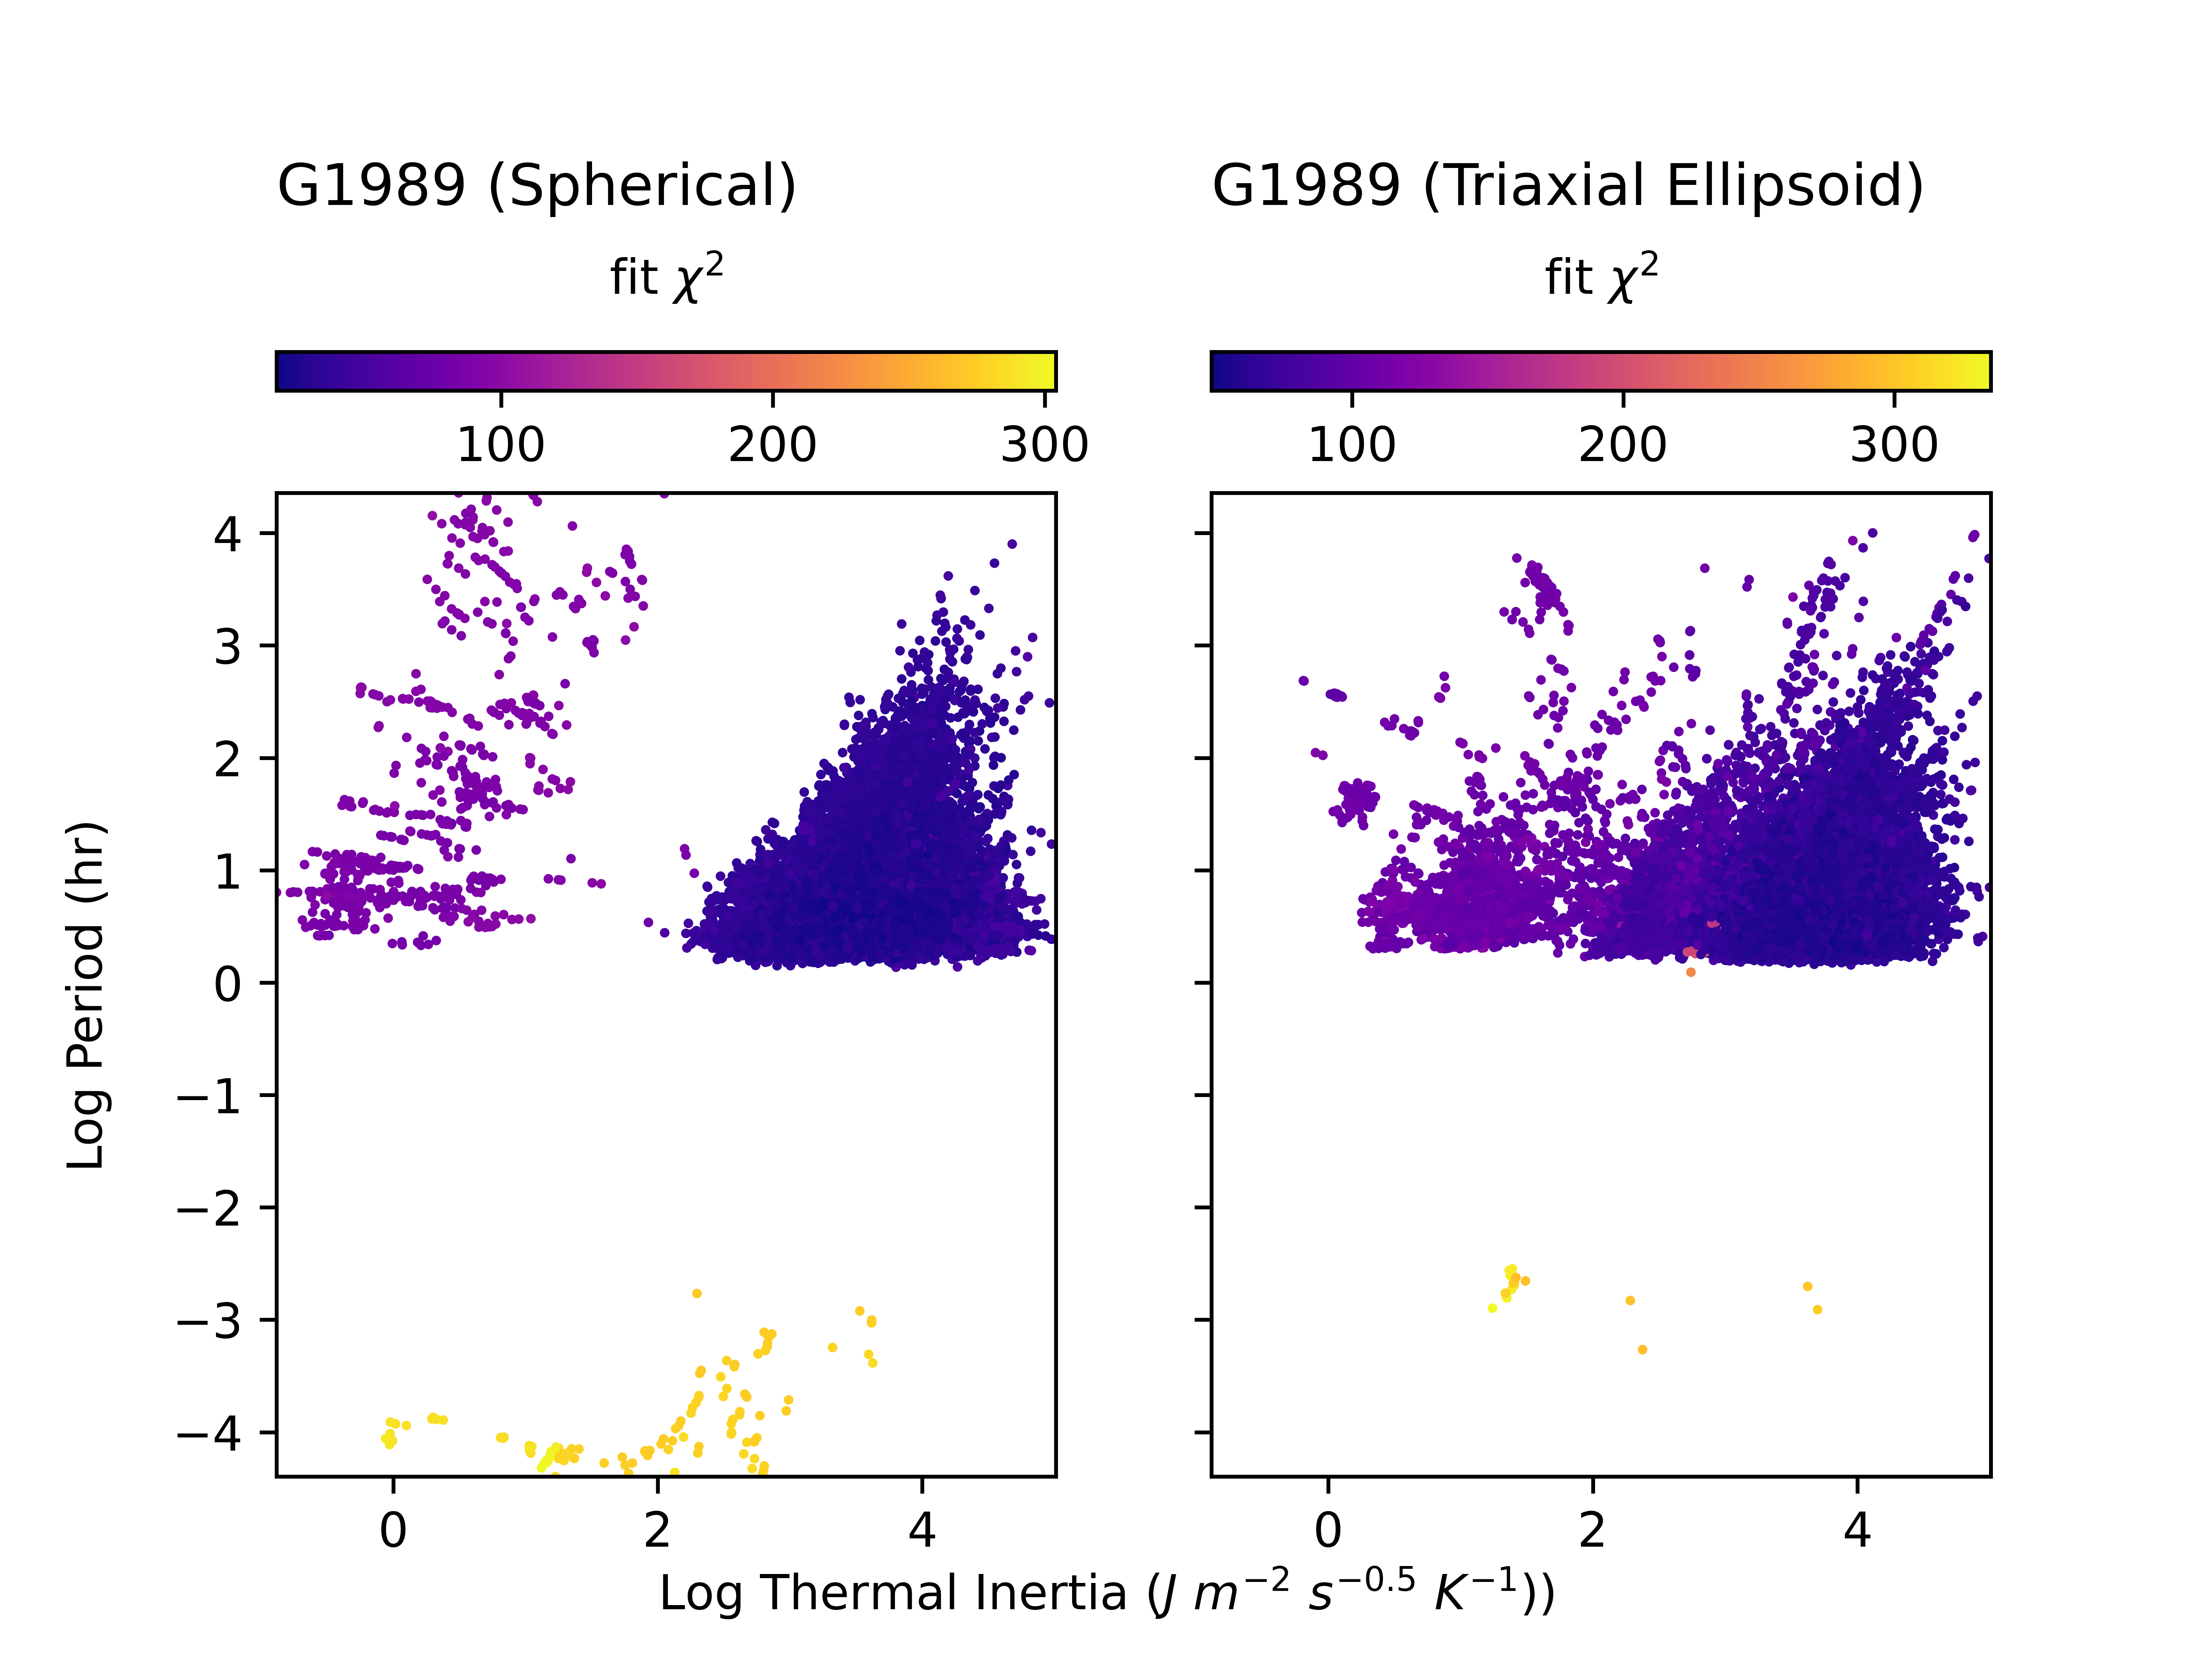 G1989 (Spherical)
G1989 (Triaxial Ellipsoid)
fit χ²
fit χ²
100 200 300
100 200 300
4
3
2
1
0
−1
−2
−3
−4
Log Period (hr)
0 2 4
0 2 4
Log Thermal Inertia (J m⁻² s⁻⁰·⁵ K⁻¹))